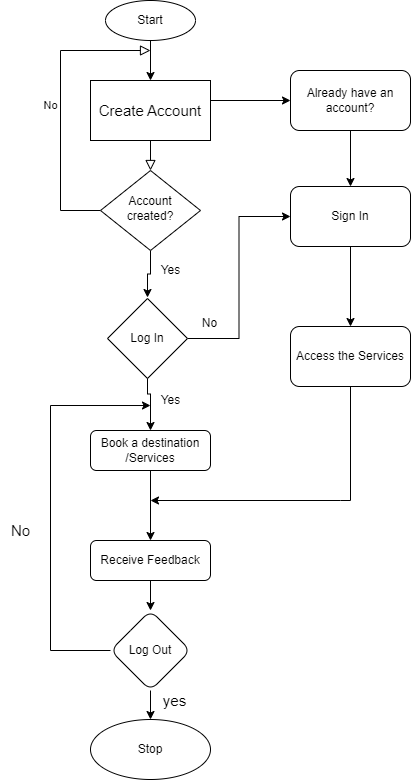 Start
No
Create Account
Already have an
account?
Account
created?
Sign In
Yes
No
Log In
Access the Services
Yes
Book a destination
/Services
No
Receive Feedback
Log Out
yes
Stop